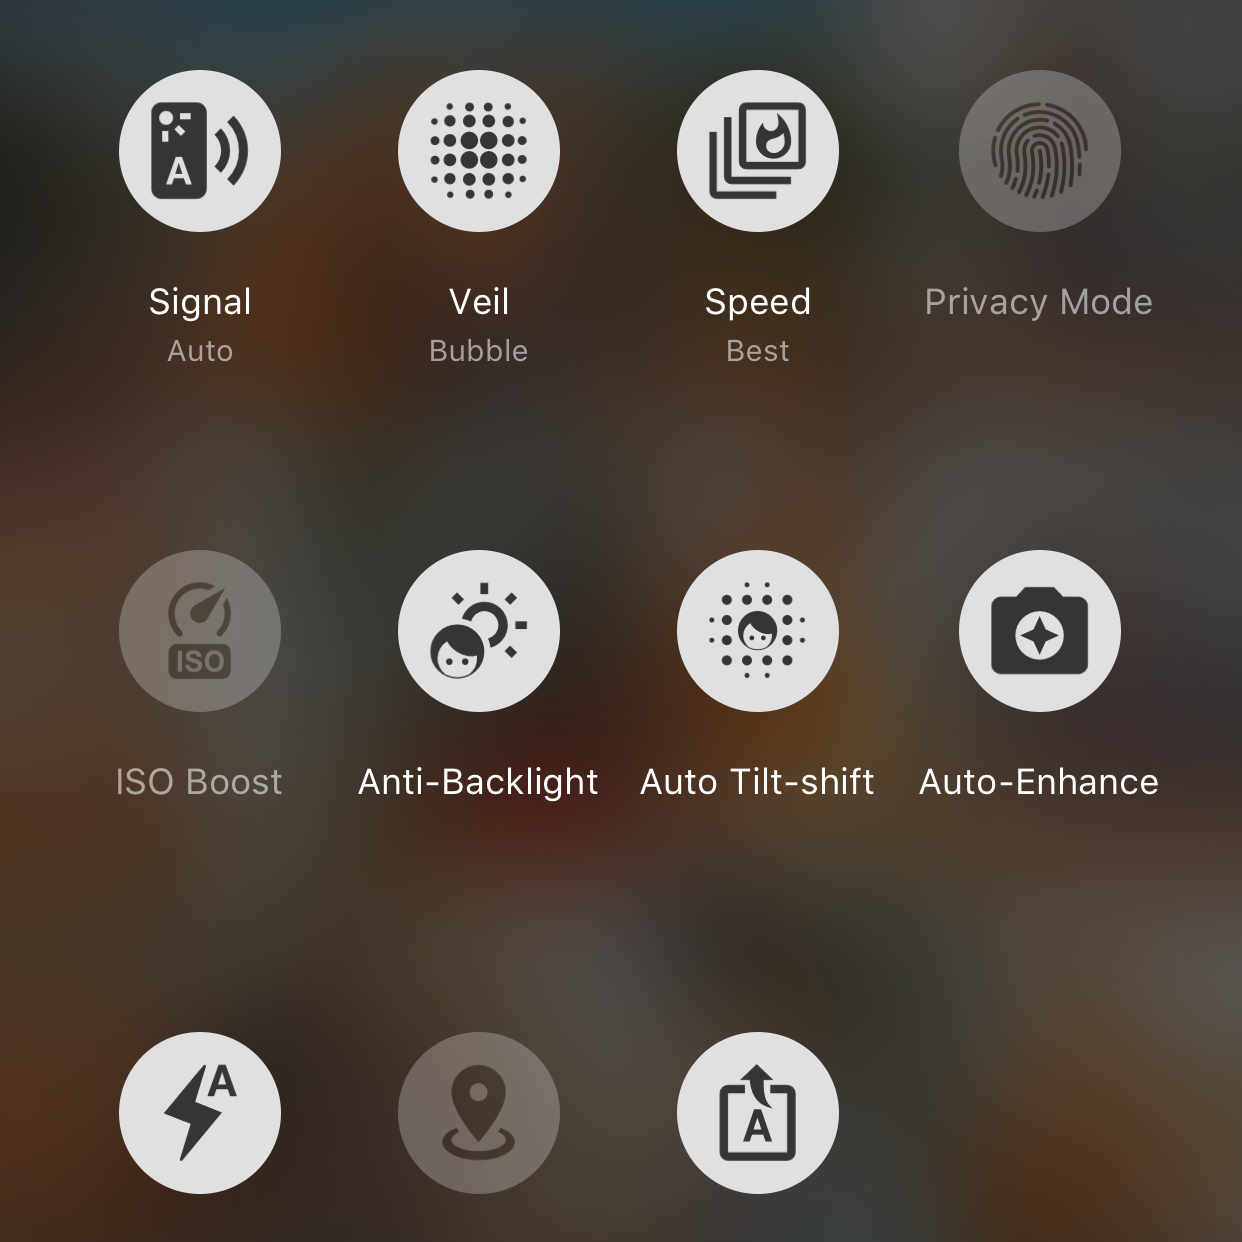 A
Signal
Auto
Veil
Bubble
Speed
Best
Privacy Mode
ISO
ISO Boost
Anti-Backlight
Auto Tilt-shift
Auto-Enhance
A
A